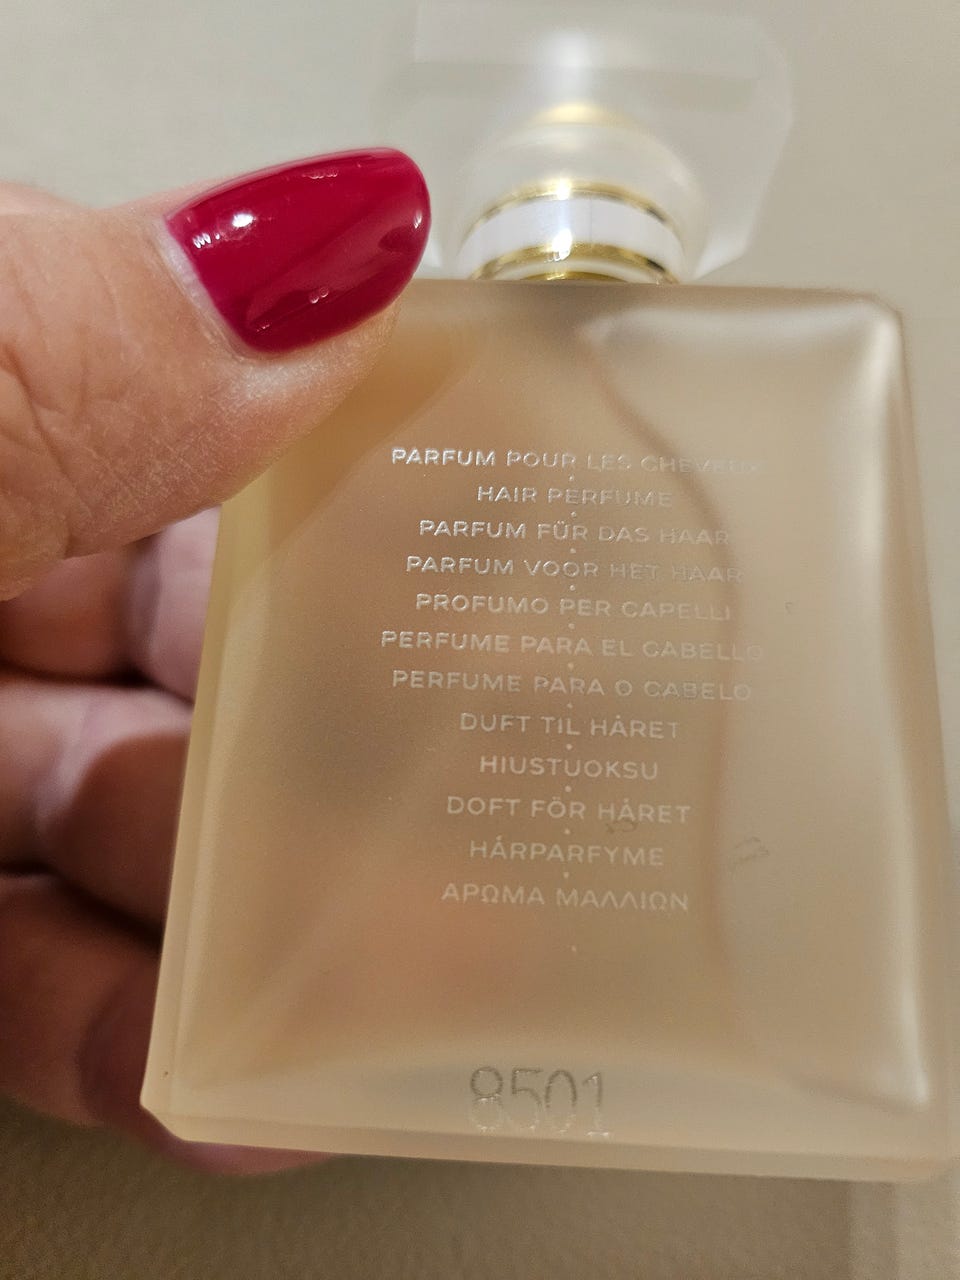 PARFUM POUR LES CHEVEUX
HAIR PERFUME
PARFUM FÜR DAS HAAR
PARFUM VOOR HET HAAR
PROFUMO PER CAPELLI
PERFUME PARA EL CABELLO
PERFUME PARA O CABELO
DUFT TIL HÅRET
HIUSTUOKSU
DOFT FÖR HÅRET
HÅRPARFYME
ΑΡΩΜΑ ΜΑΛΛΙΩΝ
8501